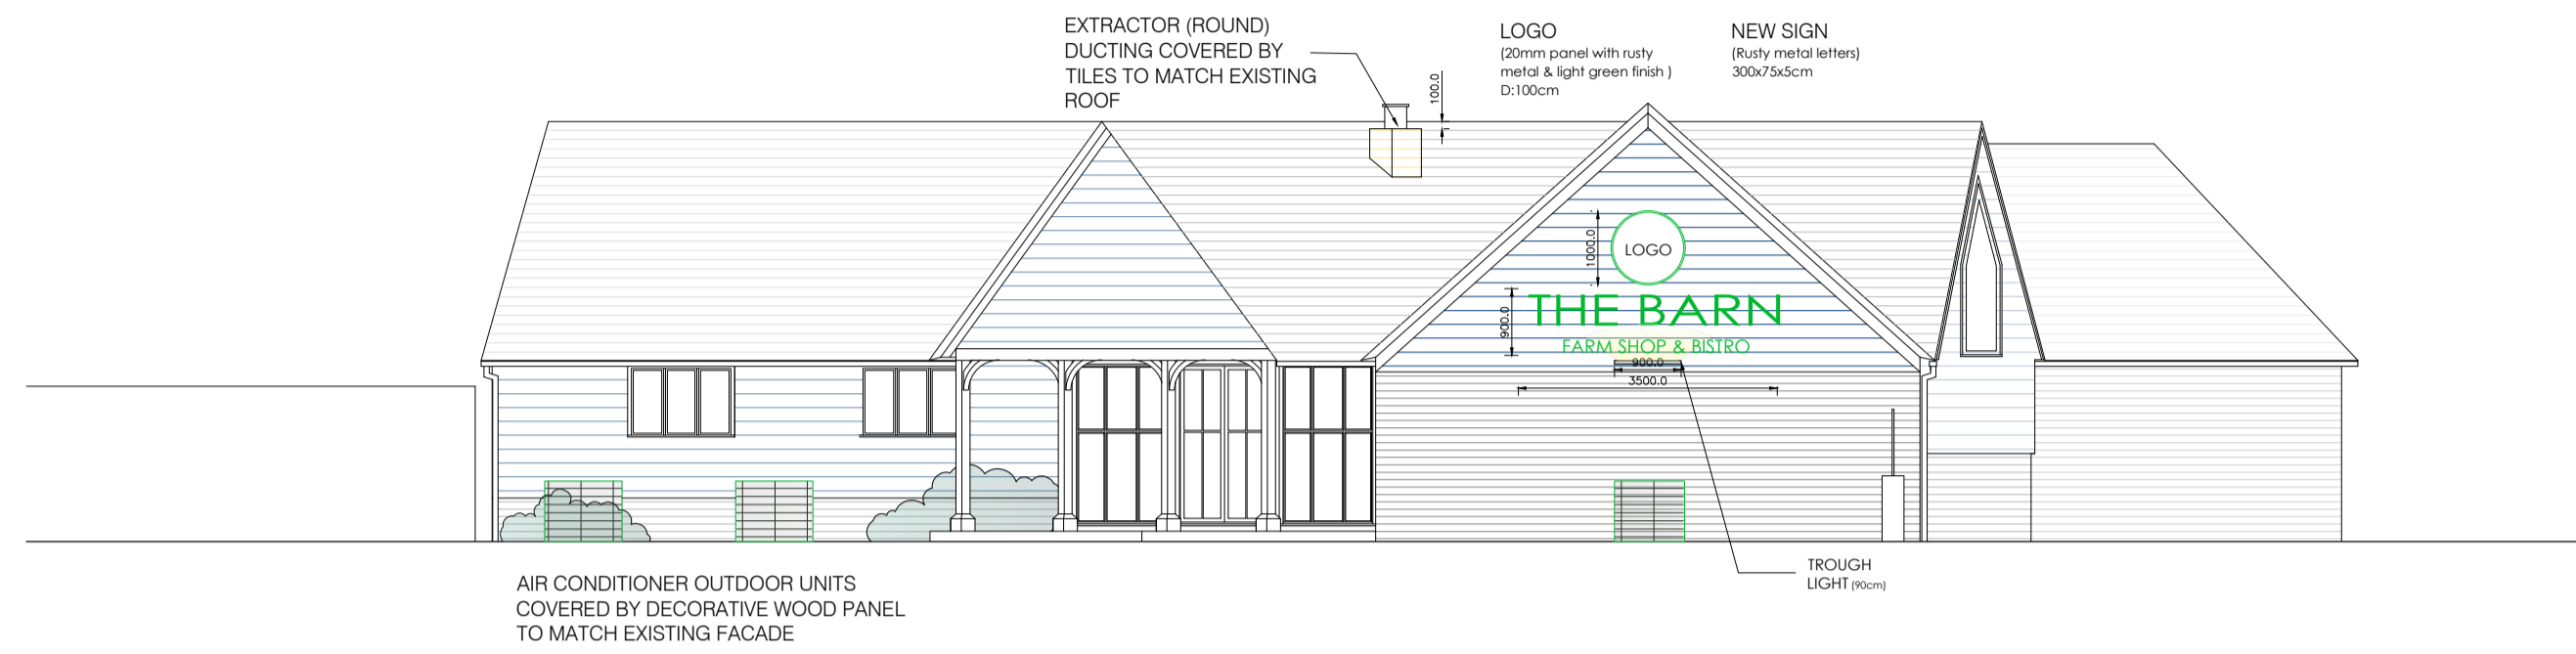 EXTRACTOR (ROUND)
DUCTING COVERED BY
TILES TO MATCH EXISTING
ROOF
100.0
LOGO
(20mm panel with rusty
metal & light green finish )
D:100cm
NEW SIGN
(Rusty metal letters)
300x75x5cm
1000.0
LOGO
900.0
THE BARN
FARM SHOP & BISTRO
900.0
3500.0
TROUGH
LIGHT (90cm)
AIR CONDITIONER OUTDOOR UNITS
COVERED BY DECORATIVE WOOD PANEL
TO MATCH EXISTING FACADE